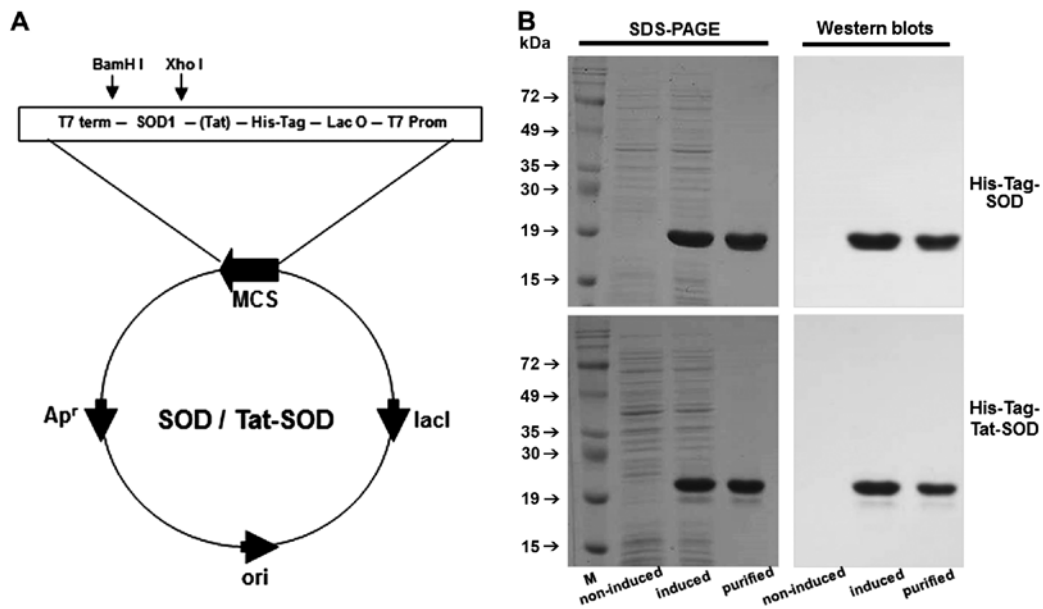 A
BamH I
Xho I
T7 term – SOD1 – (Tat) – His-Tag – Lac O – T7 Prom
MCS
Apr
SOD / Tat-SOD
lacI
ori
B
SDS-PAGE
Western blots
kDa
72 →
49 →
35 →
30 →
19 →
15 →
His-Tag-
SOD
72 →
49 →
35 →
30 →
19 →
15 →
His-Tag-
Tat-SOD
M
non-induced
induced
purified
non-induced
induced
purified